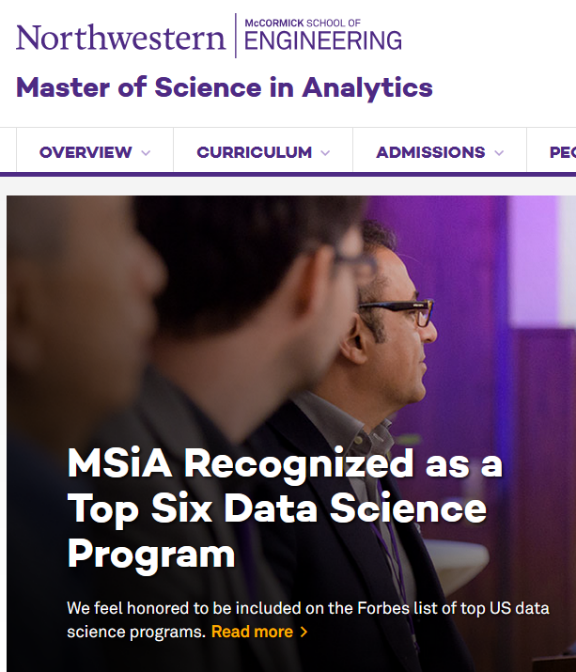 Northwestern
McCORMICK SCHOOL OF
ENGINEERING
Master of Science in Analytics
OVERVIEW
CURRICULUM
ADMISSIONS
PEO
MSiA Recognized as a
Top Six Data Science
Program
We feel honored to be included on the Forbes list of top US data
science programs. Read more >